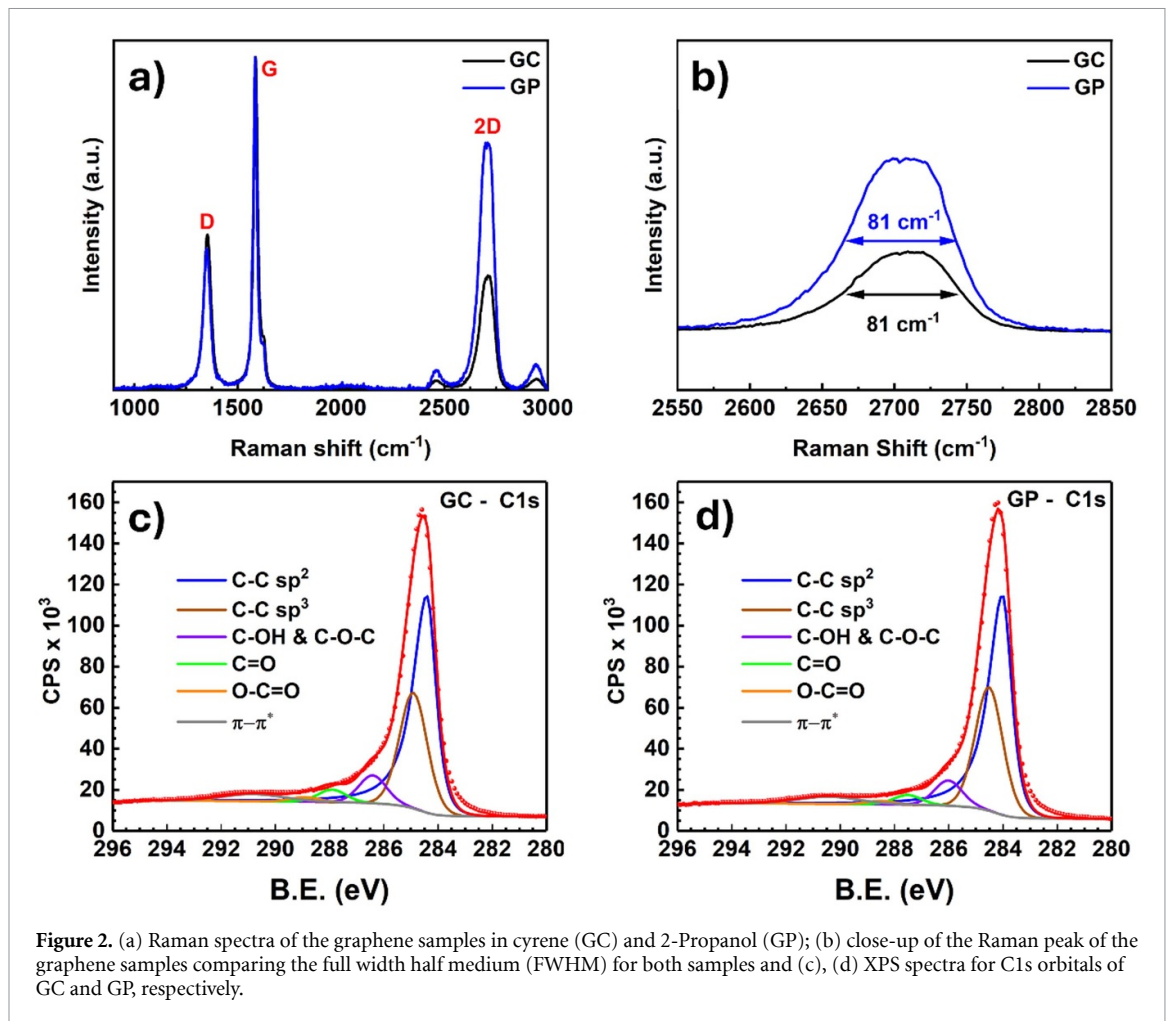 a)
G
GC
GP
2D
D
Intensity (a.u.)
1000 1500 2000 2500 3000
Raman shift (cm-1)
b)
GC
GP
81 cm-1
81 cm-1
Intensity (a.u.)
2550 2600 2650 2700 2750 2800 2850
Raman Shift (cm-1)
c)
GC - C1s
160
140
120
100
80
60
40
20
0
CPS x 10³
C-C sp²
C-C sp³
C-OH & C-O-C
C=O
O-C=O
π–π*
296 294 292 290 288 286 284 282 280
B.E. (eV)
d)
GP - C1s
160
140
120
100
80
60
40
20
0
CPS x 10³
C-C sp²
C-C sp³
C-OH & C-O-C
C=O
O-C=O
π–π*
296 294 292 290 288 286 284 282 280
B.E. (eV)
Figure 2. (a) Raman spectra of the graphene samples in cyrene (GC) and 2-Propanol (GP); (b) close-up of the Raman peak of the
graphene samples comparing the full width half medium (FWHM) for both samples and (c), (d) XPS spectra for C1s orbitals of
GC and GP, respectively.